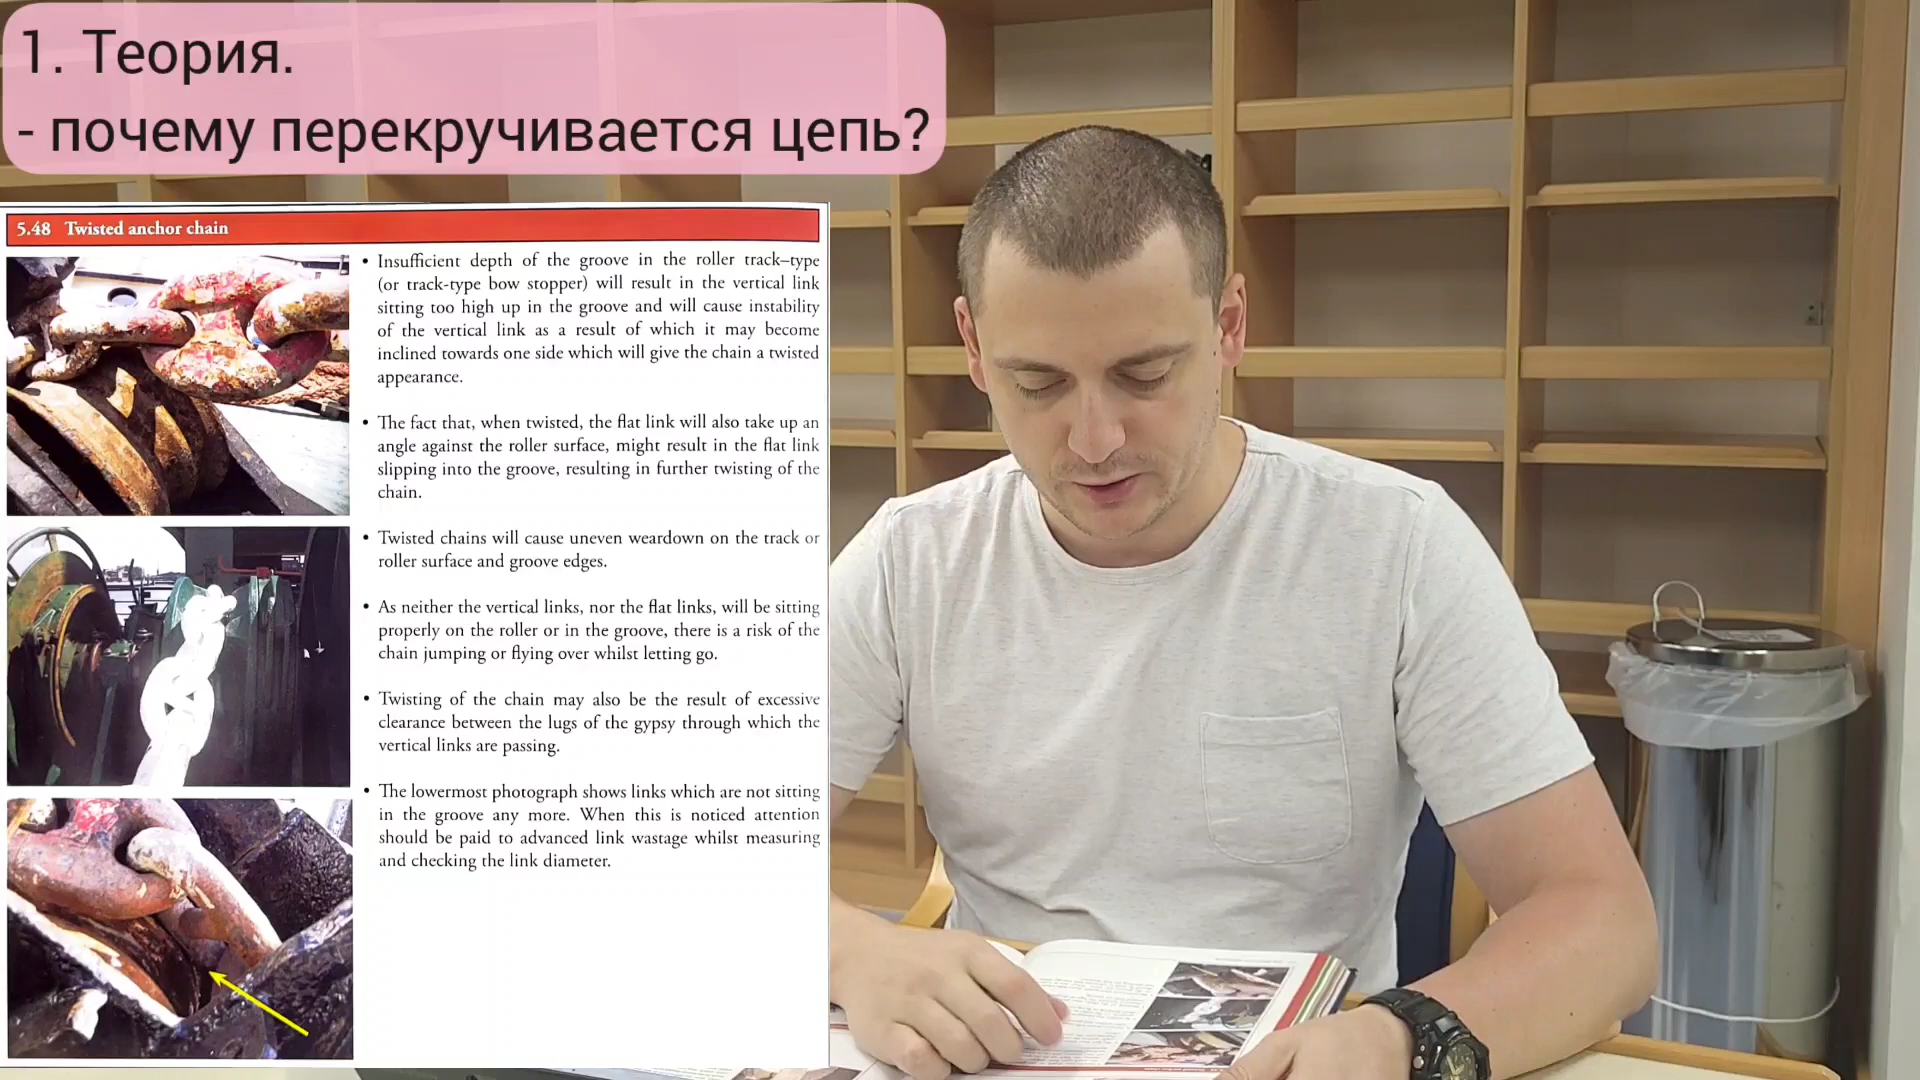 1. Теория.
- почему перекручивается цепь?
5.48 Twisted anchor chain
• Insufficient depth of the groove in the roller track–type
(or track-type bow stopper) will result in the vertical link
sitting too high up in the groove and will cause instability
of the vertical link as a result of which it may become
inclined towards one side which will give the chain a twisted
appearance.
• The fact that, when twisted, the flat link will also take up an
angle against the roller surface, might result in the flat link
slipping into the groove, resulting in further twisting of the
chain.
• Twisted chains will cause uneven weardown on the track or
roller surface and groove edges.
• As neither the vertical links, nor the flat links, will be sitting
properly on the roller or in the groove, there is a risk of the
chain jumping or flying over whilst letting go.
• Twisting of the chain may also be the result of excessive
clearance between the lugs of the gypsy through which the
vertical links are passing.
• The lowermost photograph shows links which are not sitting
in the groove any more. When this is noticed attention
should be paid to advanced link wastage whilst measuring
and checking the link diameter.